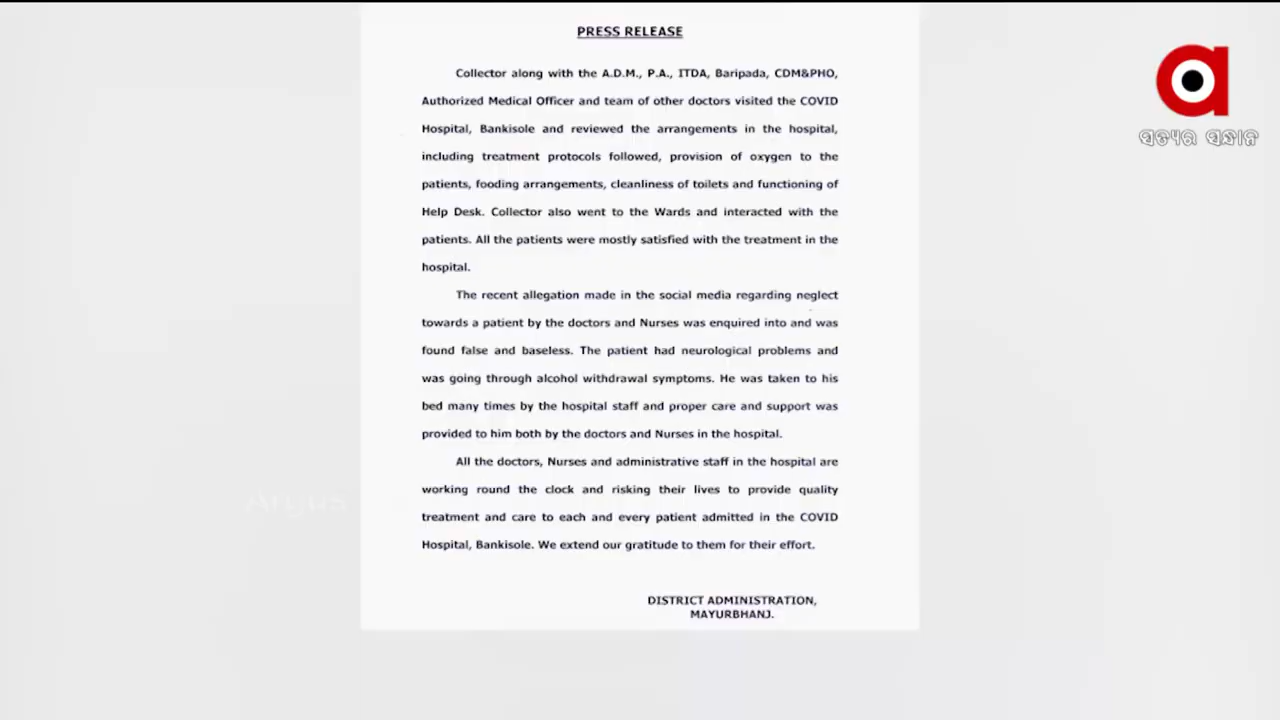 PRESS RELEASE
Collector along with the A.D.M., P.A., ITDA, Baripada, CDM&PHO,
Authorized Medical Officer and team of other doctors visited the COVID
Hospital, Bankisole and reviewed the arrangements in the hospital,
including treatment protocols followed, provision of oxygen to the
patients, fooding arrangements, cleanliness of toilets and functioning of
Help Desk. Collector also went to the Wards and interacted with the
patients. All the patients were mostly satisfied with the treatment in the
hospital.
The recent allegation made in the social media regarding neglect
towards a patient by the doctors and Nurses was enquired into and was
found false and baseless. The patient had neurological problems and
was going through alcohol withdrawal symptoms. He was taken to his
bed many times by the hospital staff and proper care and support was
provided to him both by the doctors and Nurses in the hospital.
All the doctors, Nurses and administrative staff in the hospital are
working round the clock and risking their lives to provide quality
treatment and care to each and every patient admitted in the COVID
Hospital, Bankisole. We extend our gratitude to them for their effort.
DISTRICT ADMINISTRATION,
MAYURBHANJ.
ସତ୍ୟର ସନ୍ଧାନ
Argus